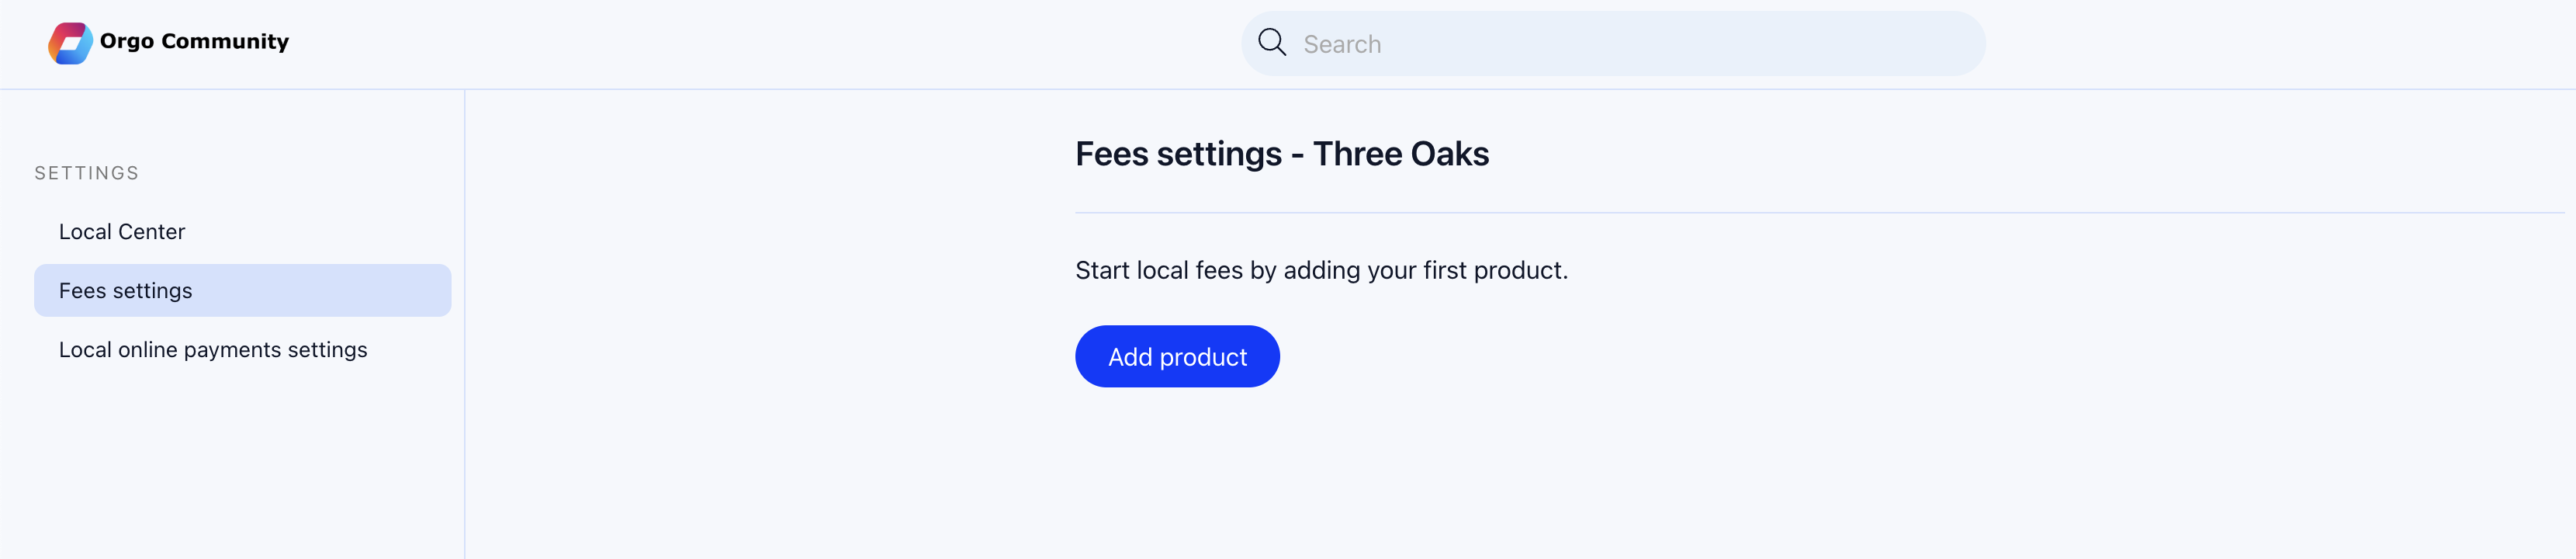 Orgo Community
Search
SETTINGS
Local Center
Fees settings
Local online payments settings
Fees settings - Three Oaks
Start local fees by adding your first product.
Add product